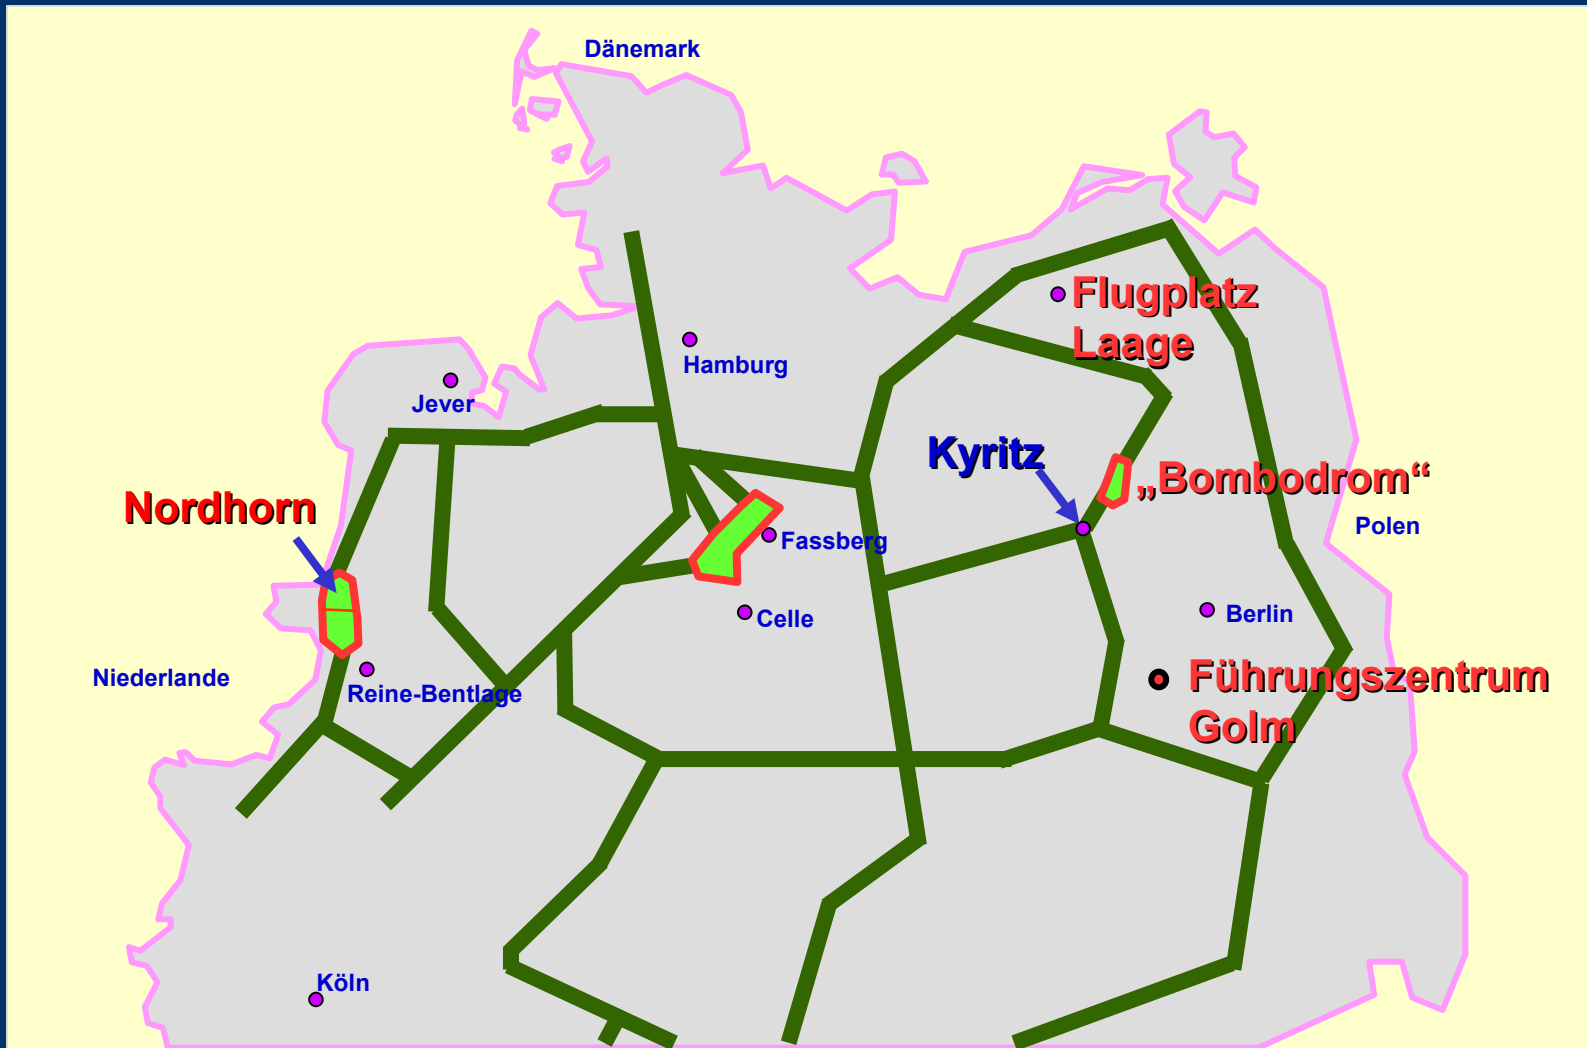 Dänemark
Flugplatz
Laage
Hamburg
Jever
Kyritz
„Bombodrom“
Nordhorn
Polen
Fassberg
Celle
Berlin
Niederlande
Reine-Bentlage
Führungszentrum
Golm
Köln